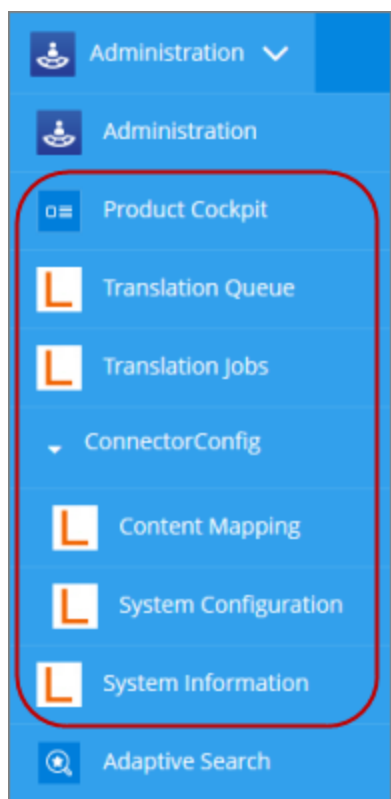 Administration
Administration
Product Cockpit
L Translation Queue
L Translation Jobs
ConnectorConfig
L Content Mapping
L System Configuration
L System Information
Adaptive Search